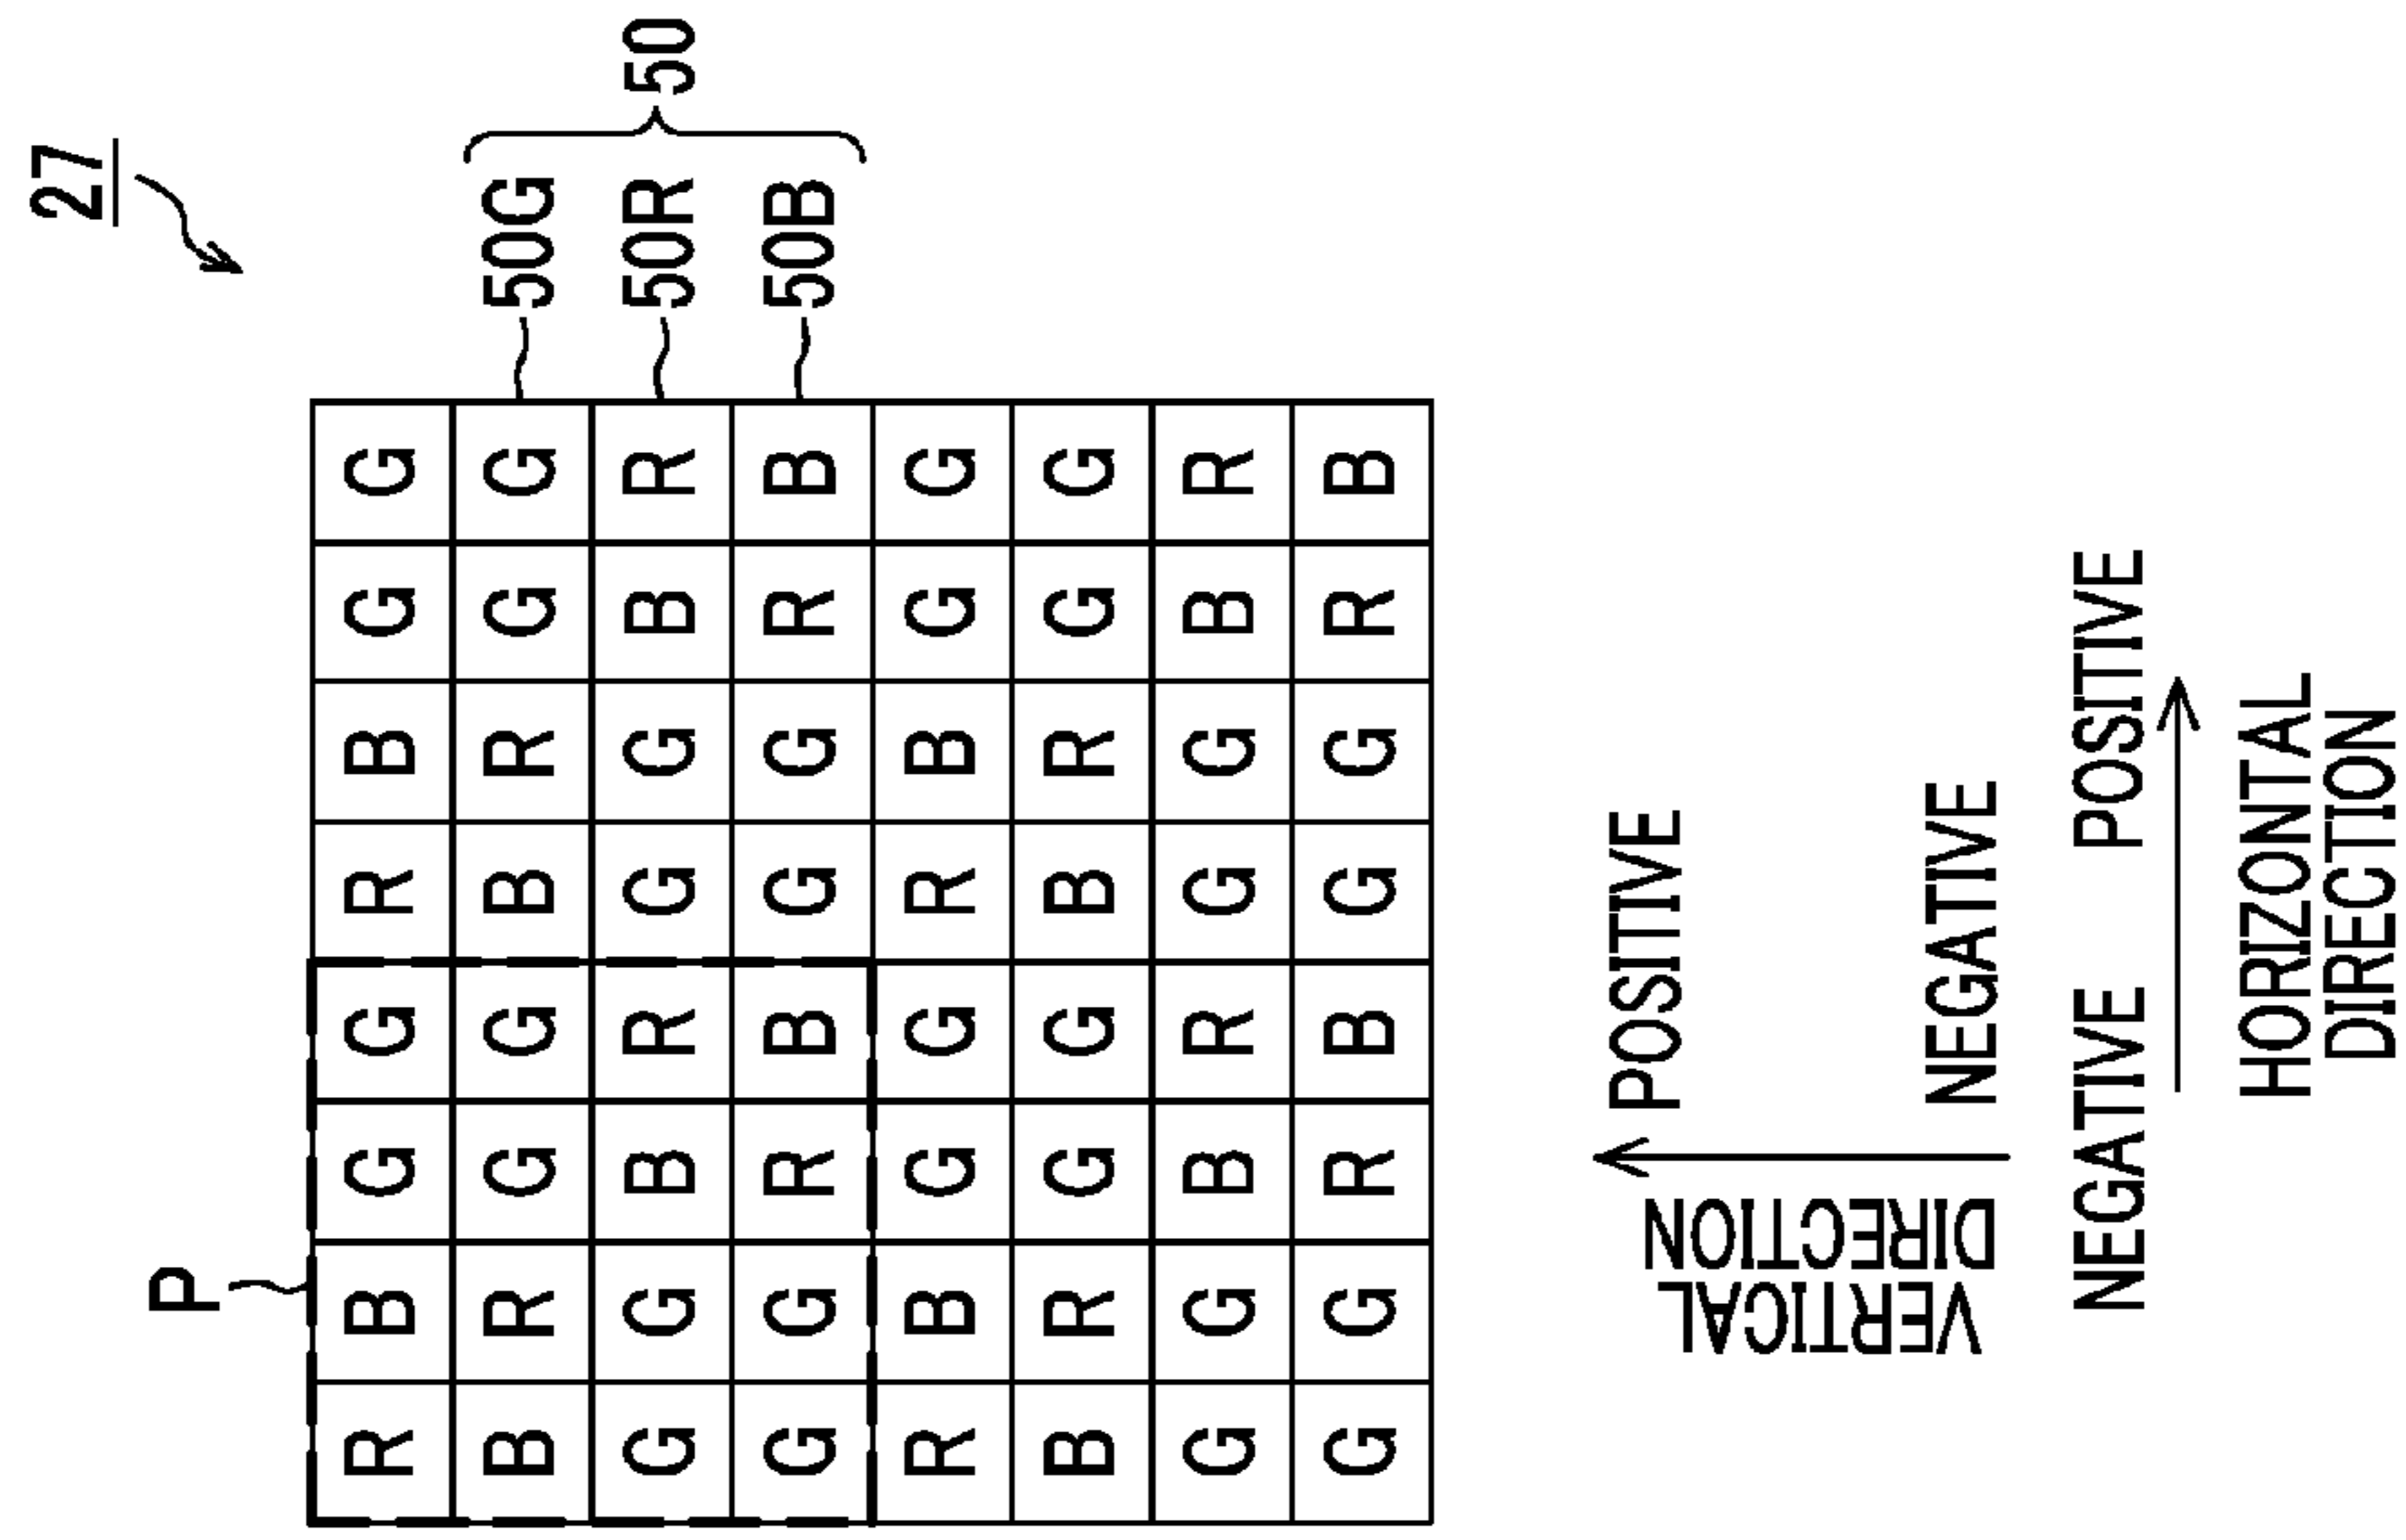 27
P
R B G G R B G G
B R G G B R G G 50G
G G B R G G B R 50R 50
G G R B G G R B 50B
R B G G R B G G
B R G G B R G G
G G B R G G B R
G G R B G G R B
POSITIVE
VERTICAL
DIRECTION
NEGATIVE
NEGATIVE POSITIVE
HORIZONTAL
DIRECTION